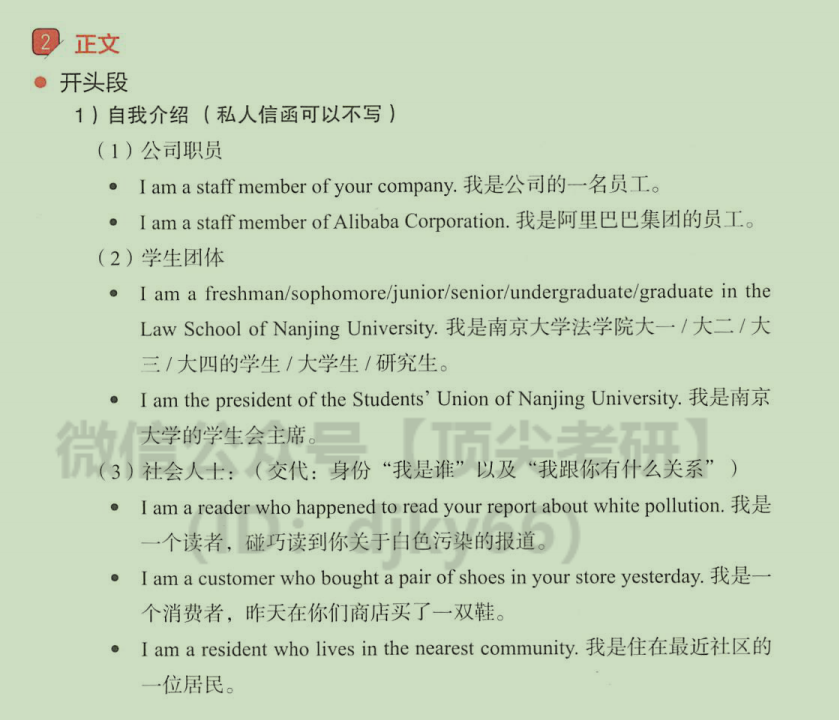 2 正文
开头段
1）自我介绍（私人信函可以不写）
（1）公司职员
I am a staff member of your company. 我是公司的一名员工。
I am a staff member of Alibaba Corporation. 我是阿里巴巴集团的员工。
（2）学生团体
I am a freshman/sophomore/junior/senior/undergraduate/graduate in the
Law School of Nanjing University. 我是南京大学法学院大一 / 大二 / 大
三 / 大四的学生 / 大学生 / 研究生。
I am the president of the Students’ Union of Nanjing University. 我是南京
大学的学生会主席。
微信公众号【顶尖考研】
（3）社会人士：（交代：身份“我是谁”以及“我跟你有什么关系”）
I am a reader who happened to read your report about white pollution. 我是
(ID: djky66)
一个读者，碰巧读到你关于白色污染的报道。
I am a customer who bought a pair of shoes in your store yesterday. 我是一
个消费者，昨天在你们商店买了一双鞋。
I am a resident who lives in the nearest community. 我是住在最近社区的
一位居民。